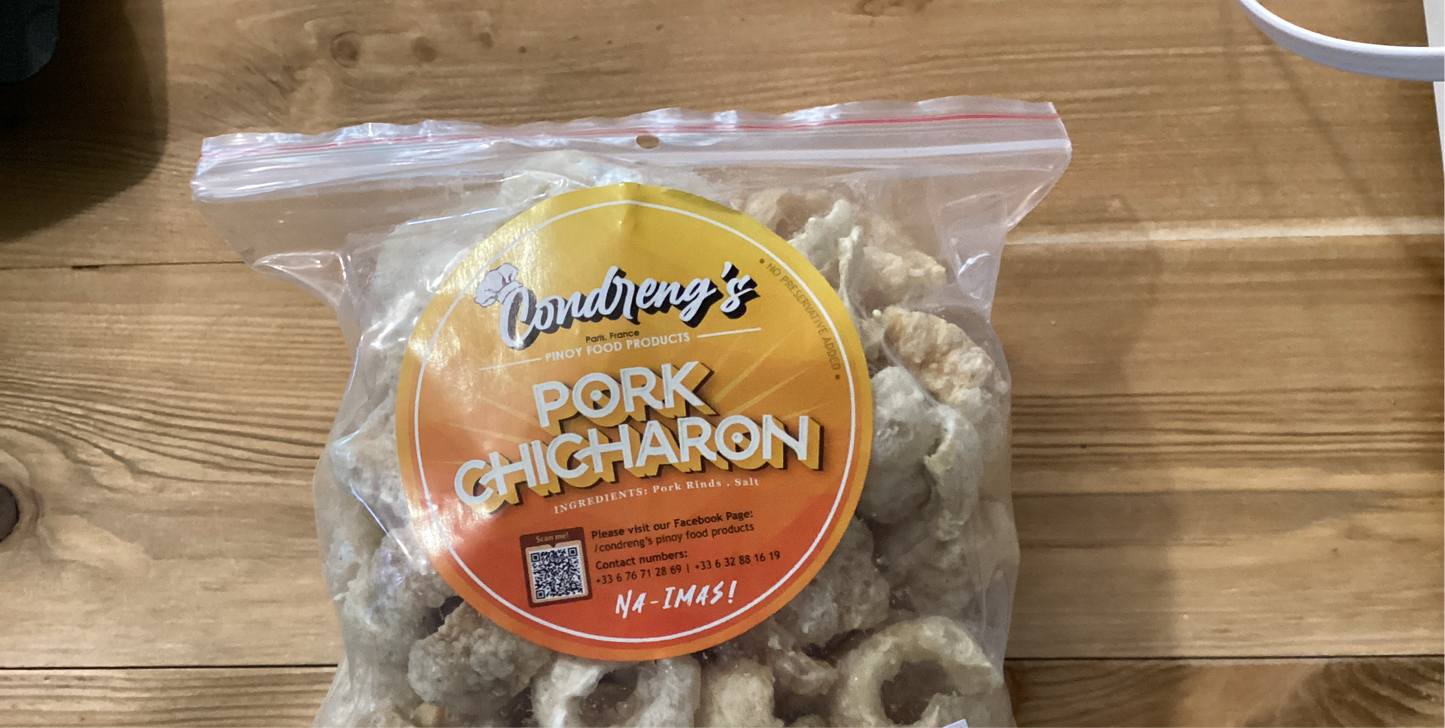 Condreng's
Paris, France
PINOY FOOD PRODUCTS
• NO PRESERVATIVE ADDED •
PORK
CHICHARON
INGREDIENTS: Pork Rinds . Salt
Scan me!
Please visit our Facebook Page:
/condreng's pinoy food products
Contact numbers:
+33 6 76 71 28 69 | +33 6 32 88 16 19
NA-IMAS!